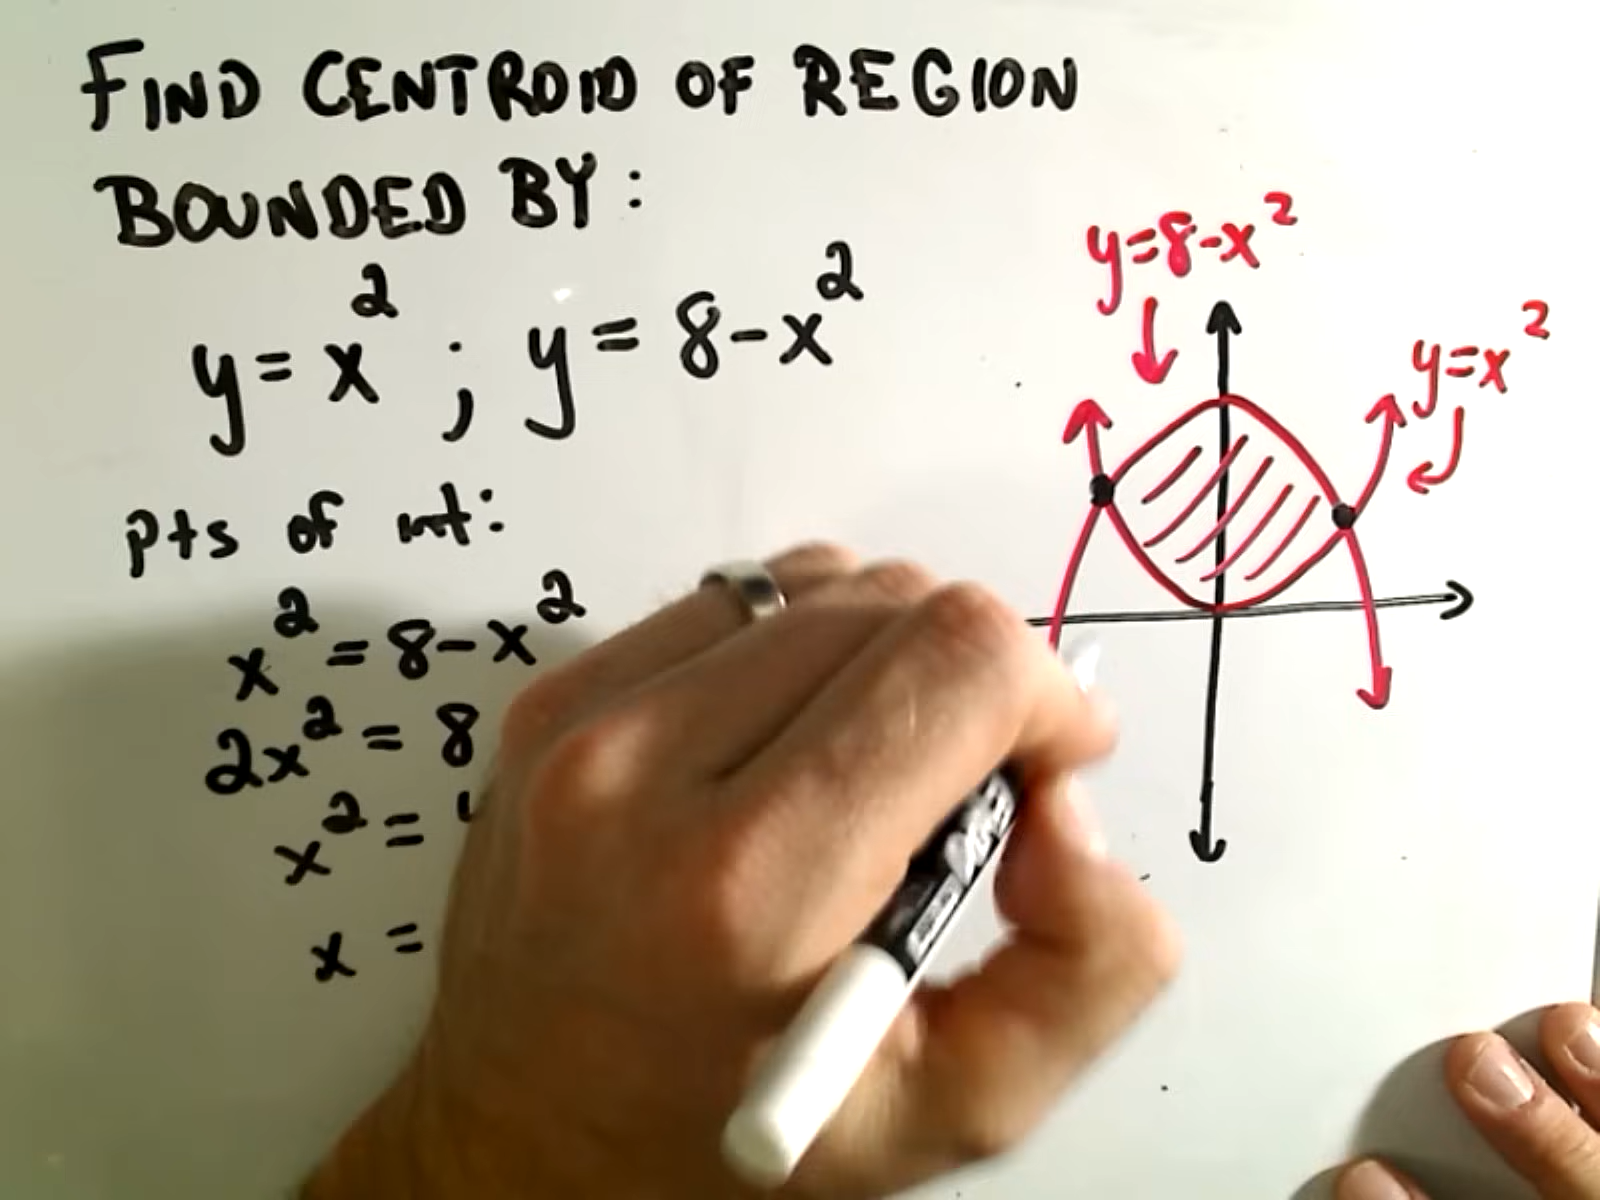 FIND CENTROID OF REGION
BOUNDED BY:
y = x² ; y = 8-x²
pts of int:
x² = 8-x²
2x² = 8
x² =
x =
y=8-x²
y=x²